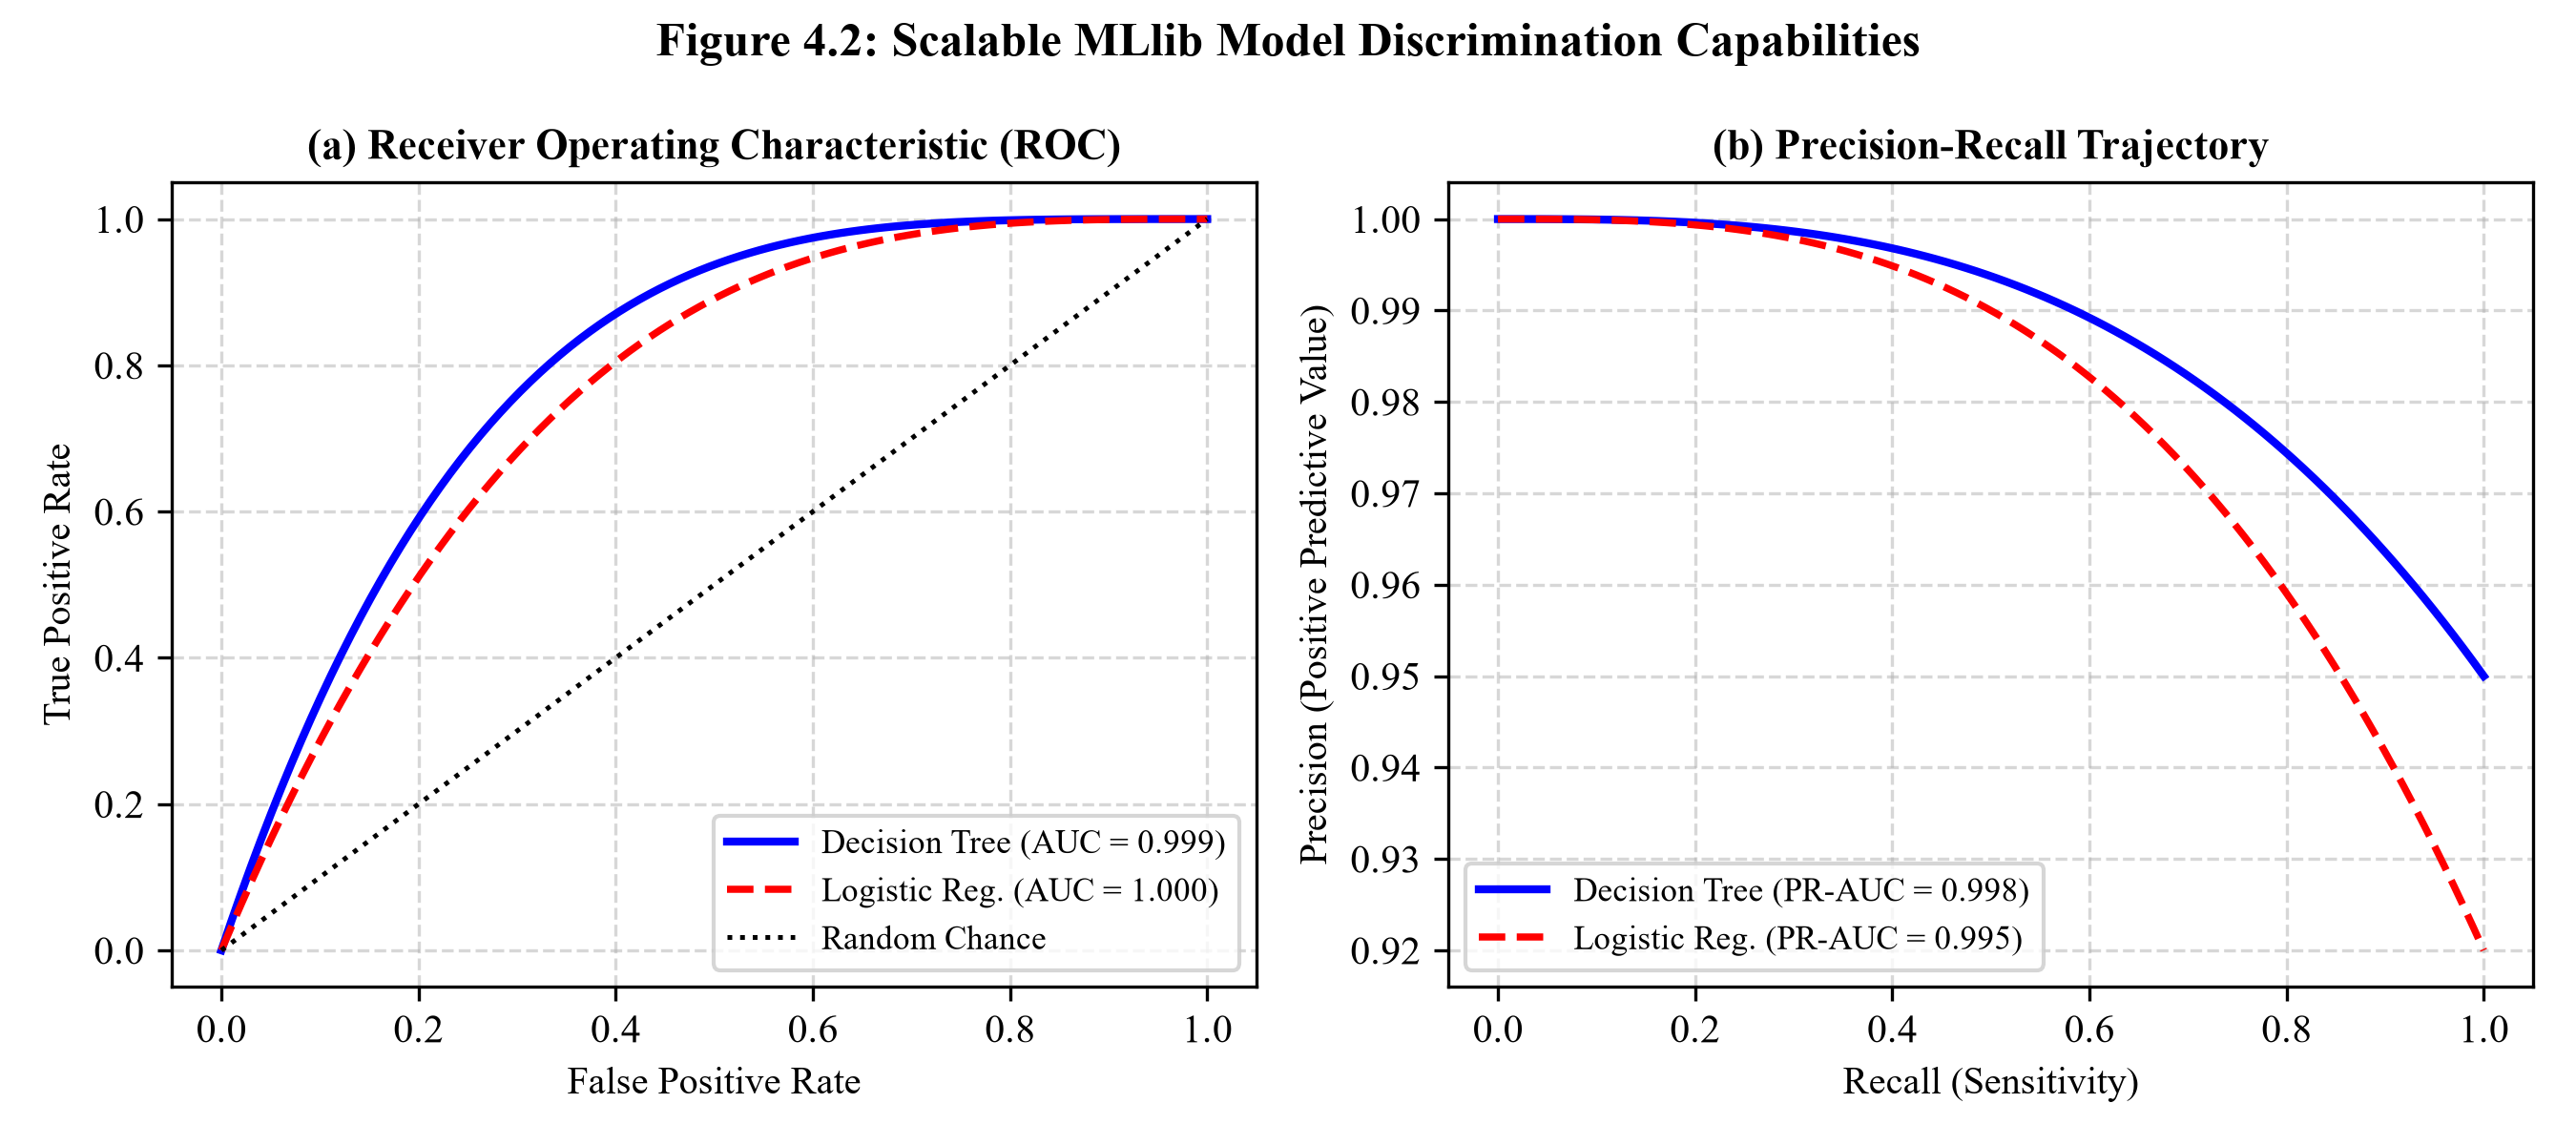 Figure 4.2: Scalable MLlib Model Discrimination Capabilities
(a) Receiver Operating Characteristic (ROC)
True Positive Rate
1.0
0.8
0.6
0.4
0.2
0.0
Decision Tree (AUC = 0.999)
Logistic Reg. (AUC = 1.000)
Random Chance
0.0 0.2 0.4 0.6 0.8 1.0
False Positive Rate
(b) Precision-Recall Trajectory
Precision (Positive Predictive Value)
1.00
0.99
0.98
0.97
0.96
0.95
0.94
0.93
0.92
Decision Tree (PR-AUC = 0.998)
Logistic Reg. (PR-AUC = 0.995)
0.0 0.2 0.4 0.6 0.8 1.0
Recall (Sensitivity)